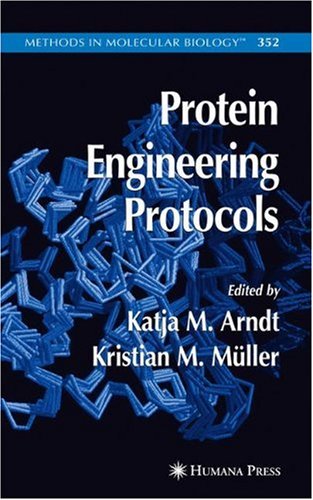 METHODS IN MOLECULAR BIOLOGY™ 352
Protein
Engineering
Protocols
Edited by
Katja M. Arndt
Kristian M. Müller
HUMANA PRESS